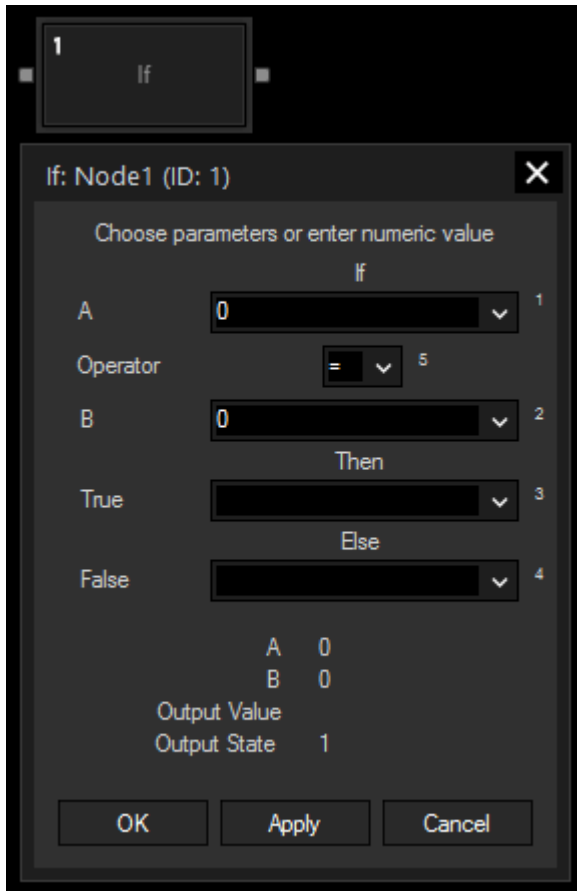 1
If
If: Node1 (ID: 1)
Choose parameters or enter numeric value
If
A 0 1
Operator = 5
B 0 2
Then
True 3
Else
False 4
A 0
B 0
Output Value
Output State 1
OK Apply Cancel